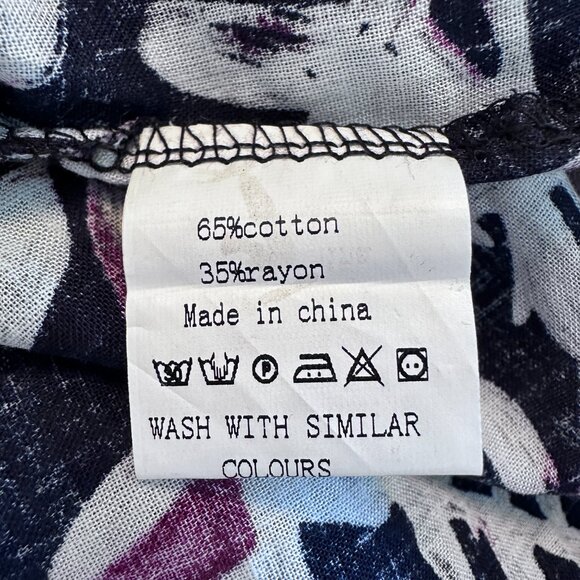 65%cotton
35%rayon
Made in china
WASH WITH SIMILAR
COLOURS